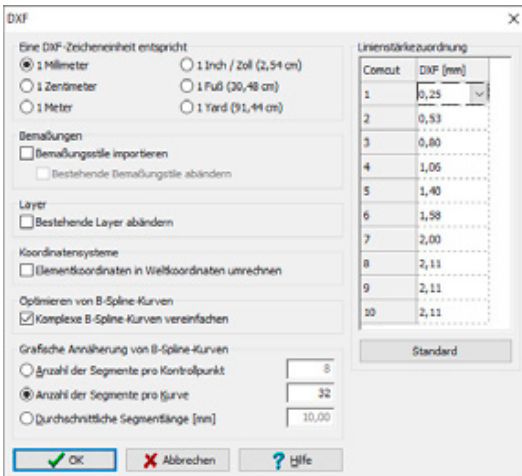 DXF
Eine DXF-Zeicheneinheit entspricht
1 Millimeter
1 Inch / Zoll (2,54 cm)
1 Zentimeter
1 Fuß (30,48 cm)
1 Meter
1 Yard (91,44 cm)
Bemaßungen
Bemaßungsstile importieren
Bestehende Bemaßungstile abändern
Layer
Bestehende Layer abändern
Koordinatensysteme
Elementkoordinaten in Weltkoordinaten umrechnen
Optimieren von B-Spline-Kurven
Komplexe B-Spline-Kurven vereinfachen
Grafische Annäherung von B-Spline-Kurven
Anzahl der Segmente pro Kontrollpunkt 8
Anzahl der Segmente pro Kurve 32
Durchschnittliche Segmentlänge [mm] 10,00
Linienstärkezuordnung
Comcut DXF [mm]
1 0,25
2 0,53
3 0,80
4 1,06
5 1,40
6 1,58
7 2,00
8 2,11
9 2,11
10 2,11
Standard
OK
Abbrechen
Hilfe